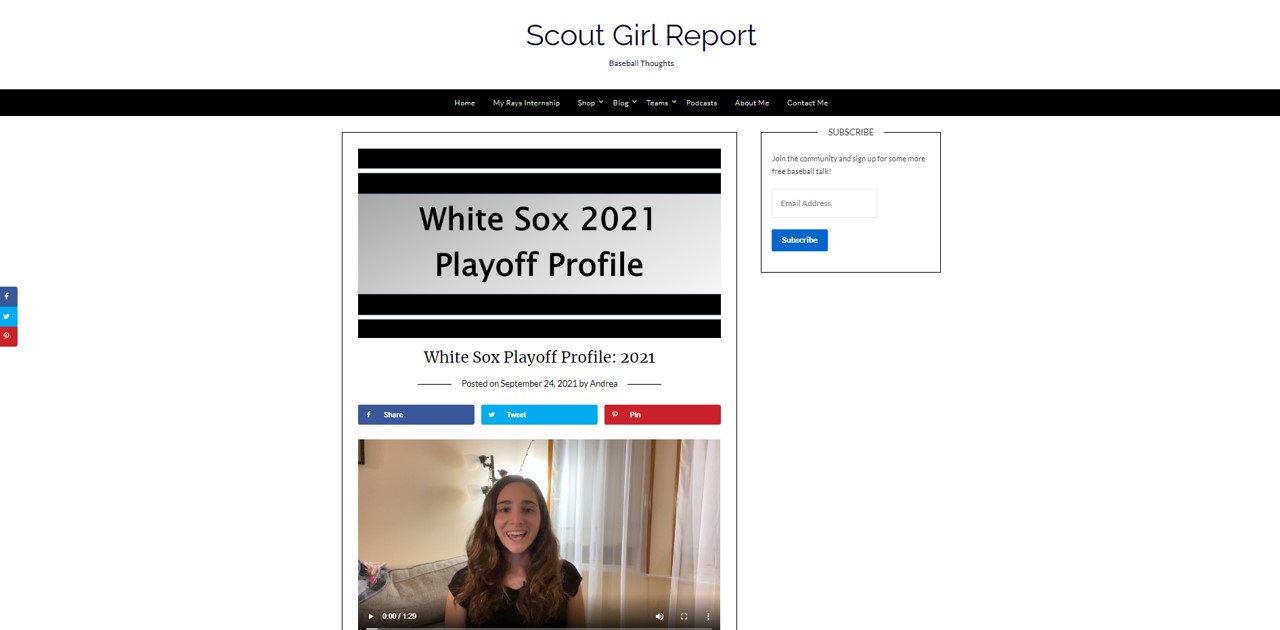 Scout Girl Report
Baseball Thoughts
Home My Rays Internship Shop Blog Teams Podcasts About Me Contact Me
White Sox 2021
Playoff Profile
White Sox Playoff Profile: 2021
Posted on September 24, 2021 by Andrea
Share Tweet Pin
0:00 / 1:29
SUBSCRIBE
Join the community and sign up for some more
free baseball talk!
Email Address
Subscribe